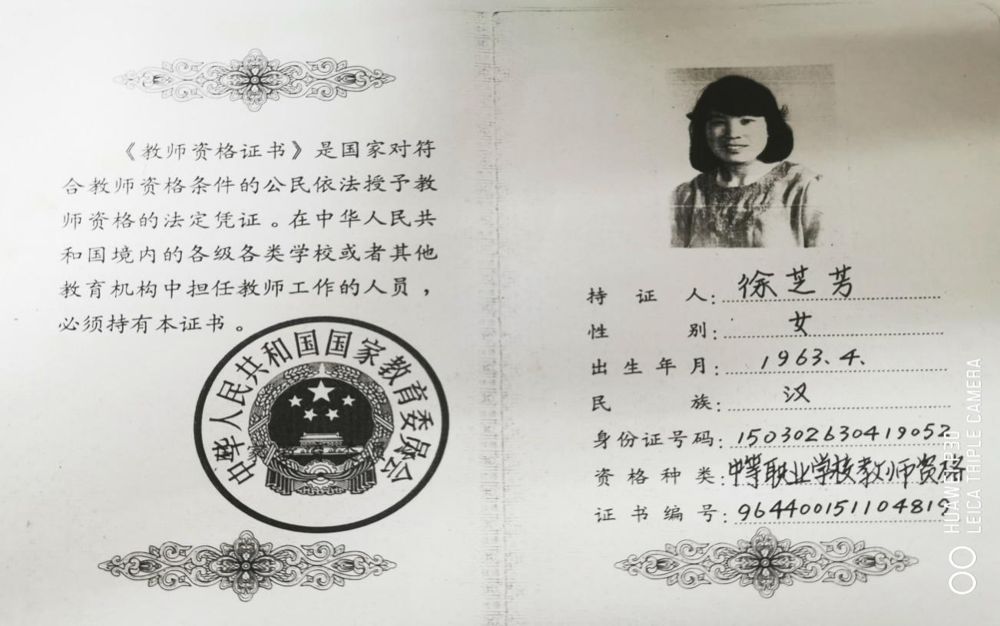 《教师资格证书》是国家对符
合教师资格条件的公民依法授予教
师资格的法定凭证。在中华人民共
和国境内的各级各类学校或者其他
教育机构中担任教师工作的人员，
必须持有本证书。
中华人民共和国国家教育委员会
持证人：徐芝芳
性别：女
出生年月：1963.4.
民族：汉
身份证号码：150302630419052
资格种类：中等职业学校教师资格
证书编号：964400151104819
HUAWEI P30
LEICA TRIPLE CAMERA